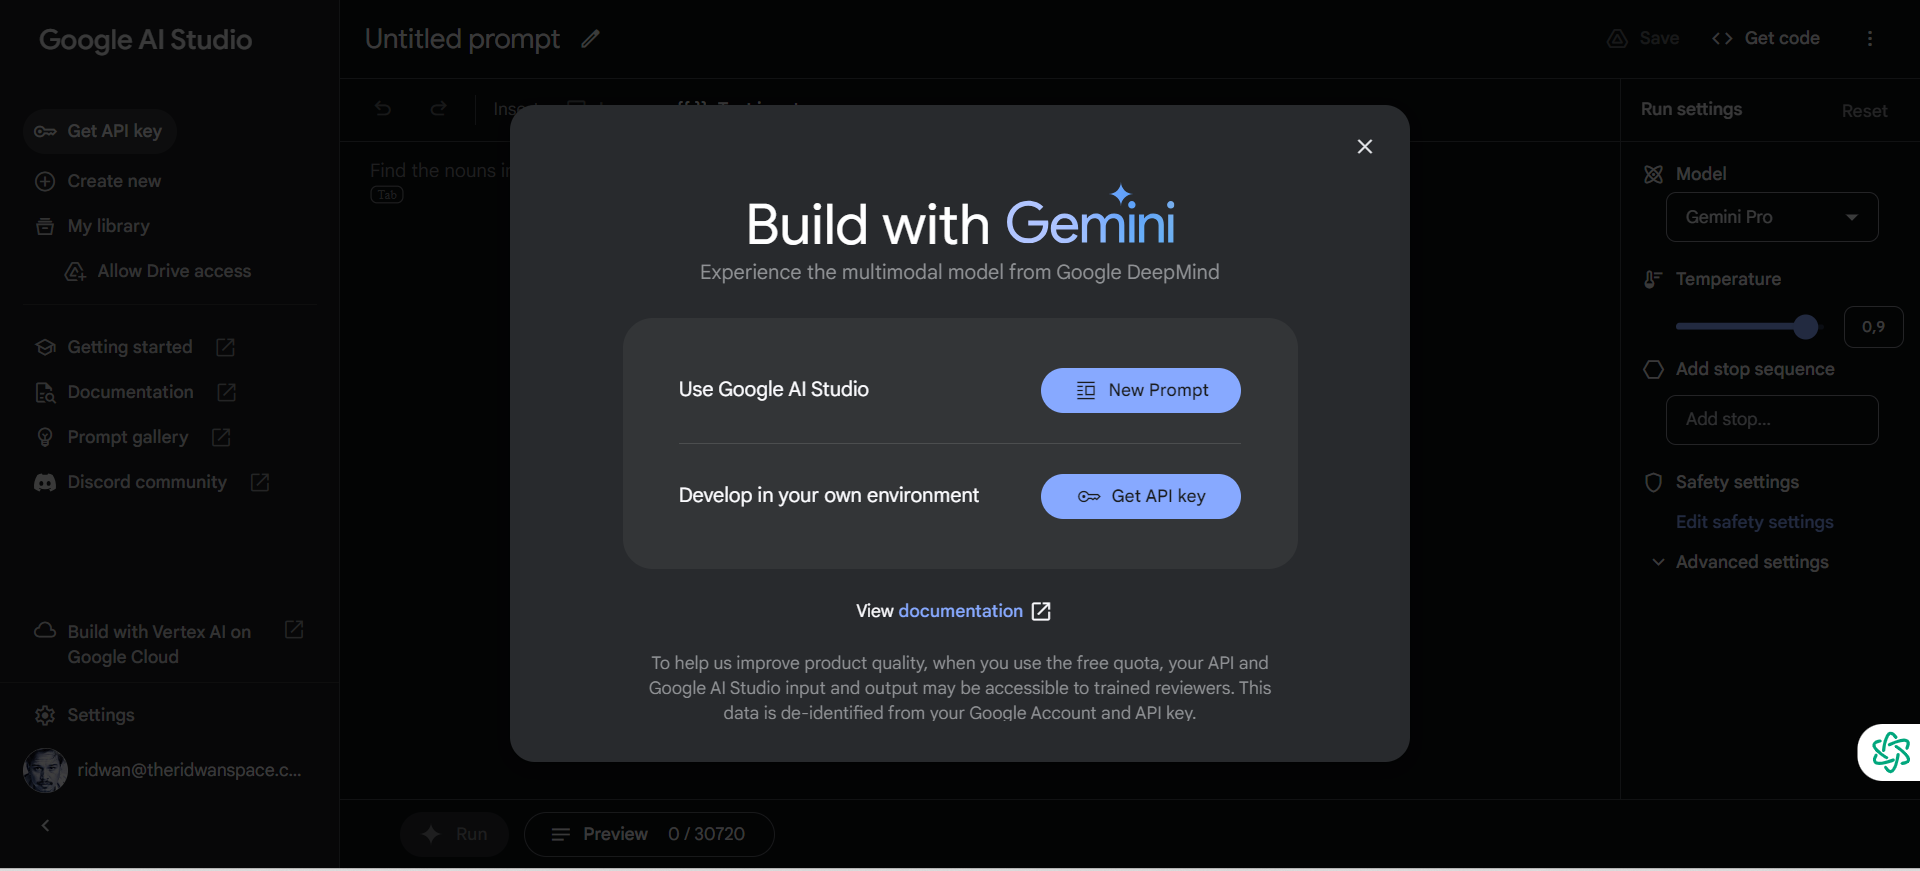 Google AI Studio
Get API key
Create new
My library
Allow Drive access
Getting started
Documentation
Prompt gallery
Discord community
Build with Vertex AI on
Google Cloud
Settings
ridwan@theridwanspace.c...
Untitled prompt
Save
Get code
Find the nouns in
Tab
Build with Gemini
Experience the multimodal model from Google DeepMind
Use Google AI Studio
New Prompt
Develop in your own environment
Get API key
View documentation
To help us improve product quality, when you use the free quota, your API and
Google AI Studio input and output may be accessible to trained reviewers. This
data is de-identified from your Google Account and API key.
Run
Preview 0 / 30720
Run settings
Reset
Model
Gemini Pro
Temperature
0,9
Add stop sequence
Add stop...
Safety settings
Edit safety settings
Advanced settings